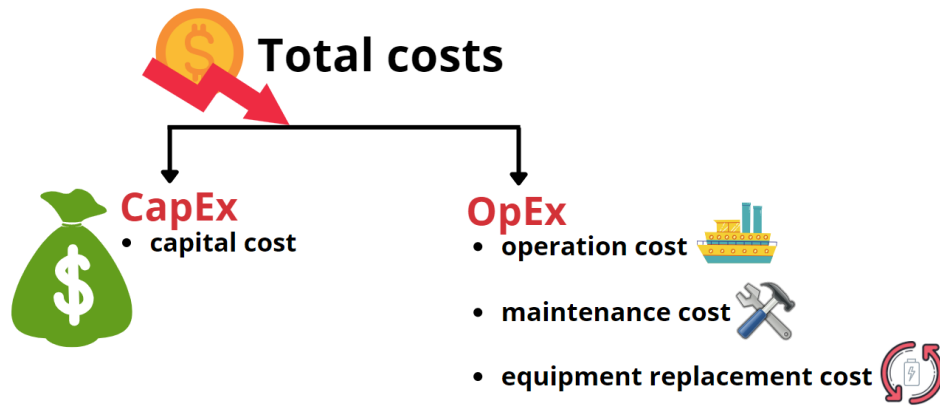 Total costs
CapEx
• capital cost
OpEx
• operation cost
• maintenance cost
• equipment replacement cost
$
$